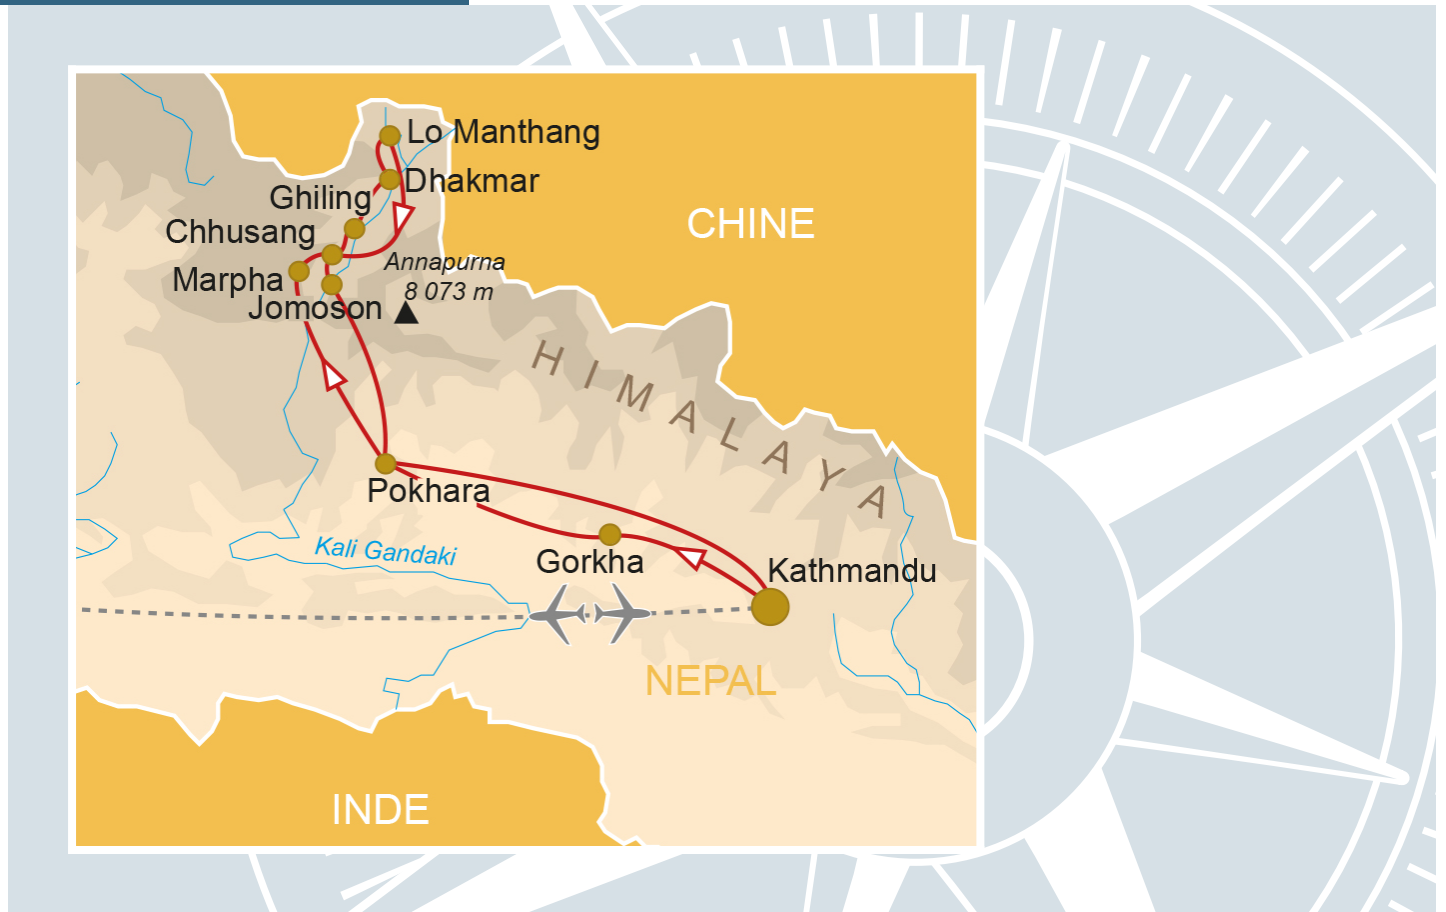 Lo Manthang
Dhakmar
Ghiling
CHINE
Chhusang
Annapurna
8 073 m
Marpha
Jomoson
HIMALAYA
Pokhara
Kali Gandaki
Gorkha
Kathmandu
NEPAL
INDE